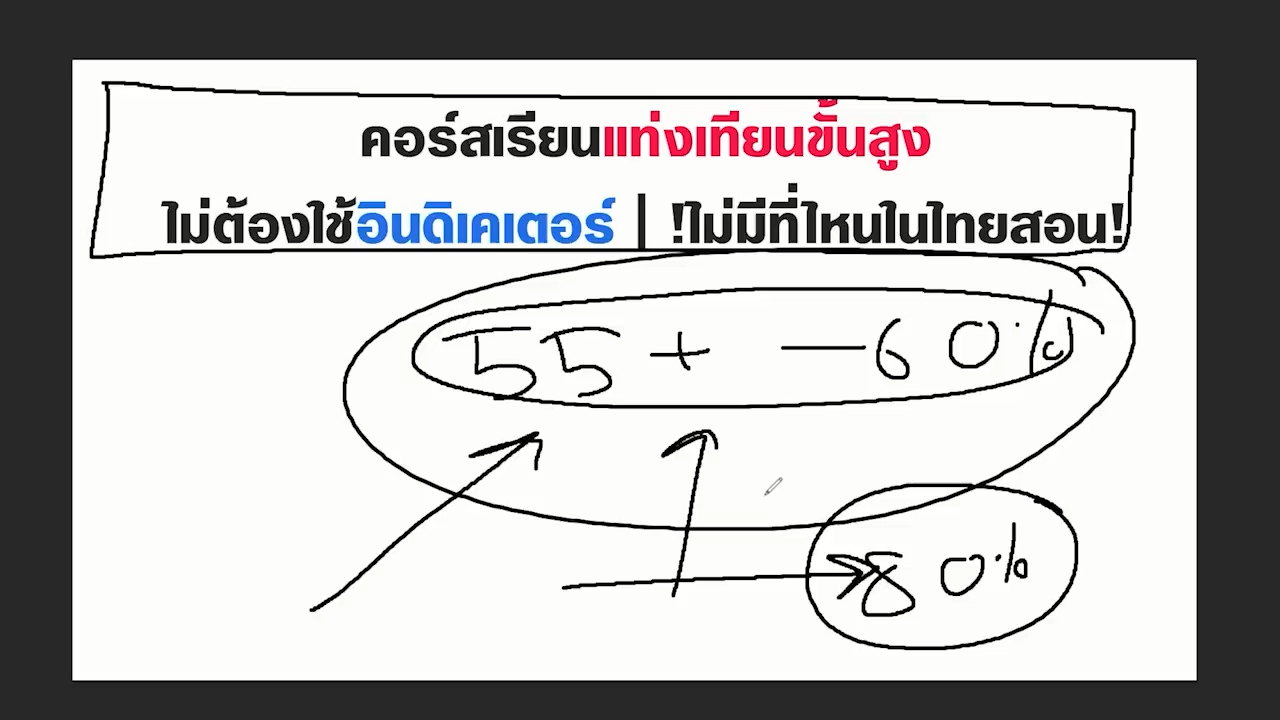 คอร์สเรียนแท่งเทียนขั้นสูง
ไม่ต้องใช้อินดิเคเตอร์ | !ไม่มีที่ไหนในไทยสอน!
55 + — 60%
80%